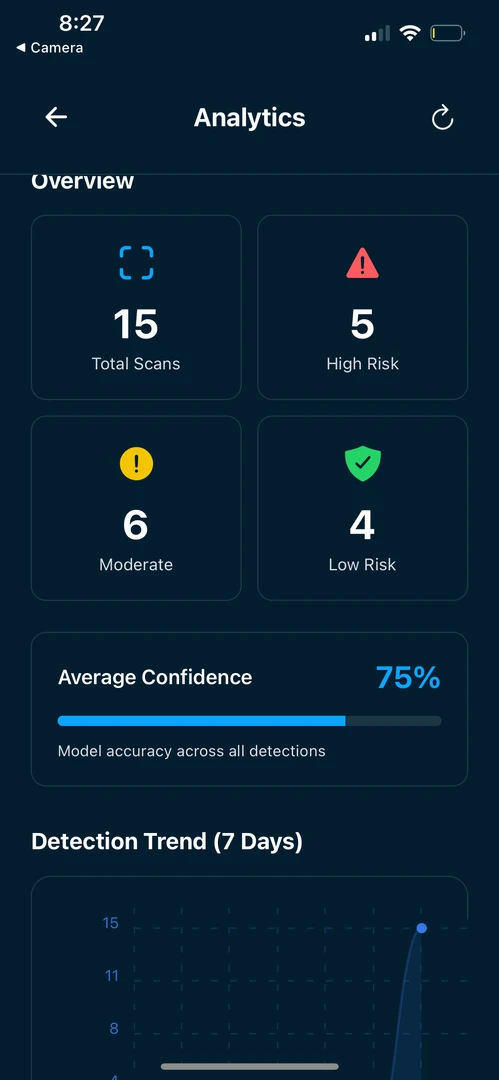 8:27
◀ Camera
Analytics
Overview
15
Total Scans
5
High Risk
6
Moderate
4
Low Risk
Average Confidence
75%
Model accuracy across all detections
Detection Trend (7 Days)
15
11
8
4